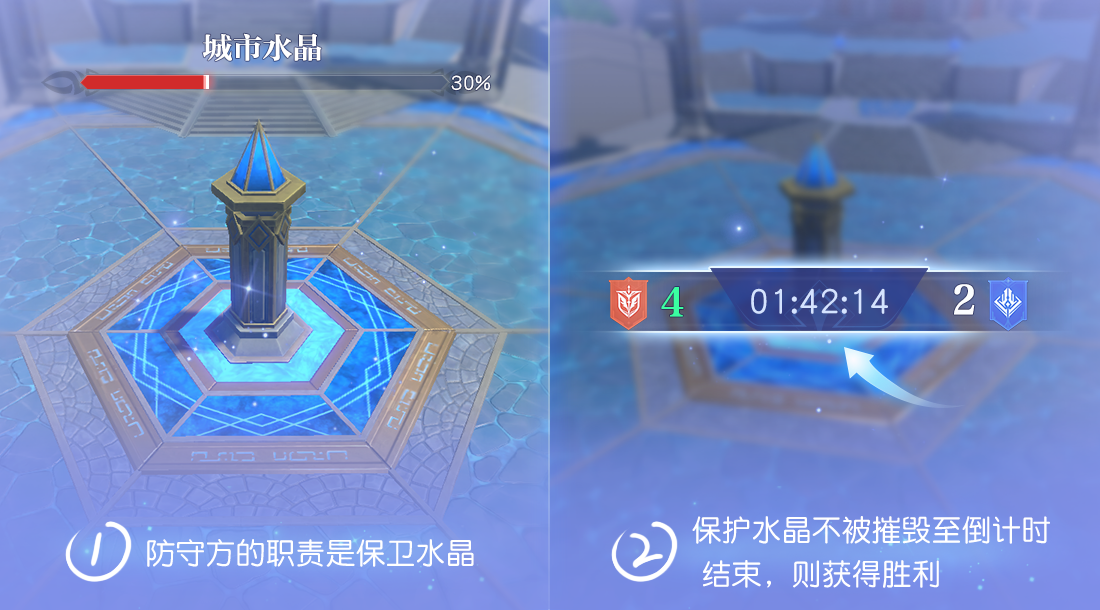 城市水晶
30%
1 防守方的职责是保卫水晶
4 01:42:14 2
2 保护水晶不被摧毁至倒计时
结束，则获得胜利